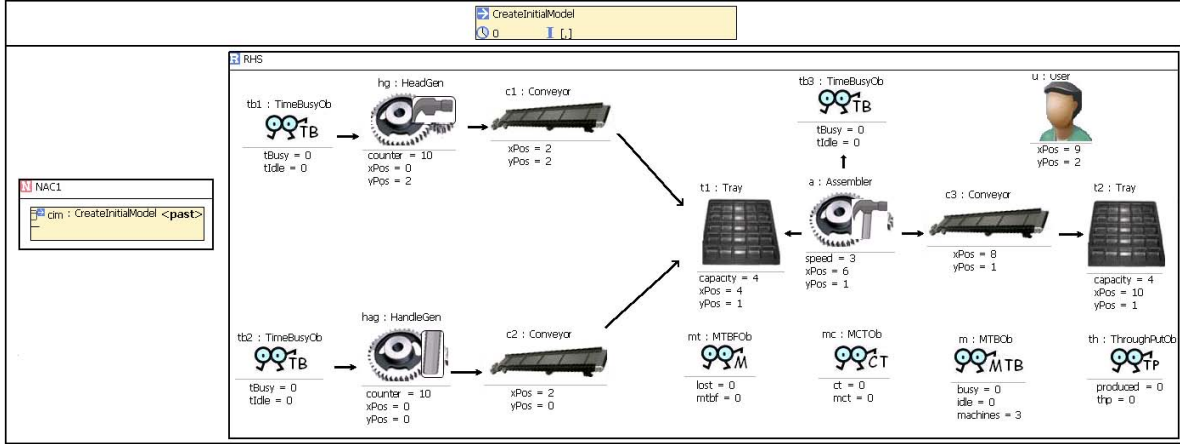 CreateInitialModel
0 I [,]
RHS
NAC1
cim : CreateInitialModel <past>
tb1 : TimeBusyOb
TB
tBusy = 0
tIdle = 0
hg : HeadGen
counter = 10
xPos = 0
yPos = 2
c1 : Conveyor
xPos = 2
yPos = 2
tb3 : TimeBusyOb
TB
tBusy = 0
tIdle = 0
u : User
xPos = 9
yPos = 2
t1 : Tray
capacity = 4
xPos = 4
yPos = 1
a : Assembler
speed = 3
xPos = 6
yPos = 1
c3 : Conveyor
xPos = 8
yPos = 1
t2 : Tray
capacity = 4
xPos = 10
yPos = 1
tb2 : TimeBusyOb
TB
tBusy = 0
tIdle = 0
hag : HandleGen
counter = 10
xPos = 0
yPos = 0
c2 : Conveyor
xPos = 2
yPos = 0
mt : MTBFOb
M
lost = 0
mtbf = 0
mc : MCTOb
CT
ct = 0
mct = 0
m : MTBOb
MTB
busy = 0
idle = 0
machines = 3
th : ThroughPutOb
TP
produced = 0
thp = 0